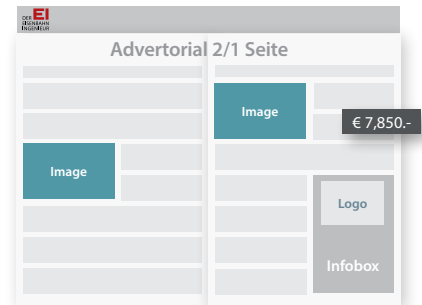 DER EI
EISENBAHN
INGENIEUR
Advertorial 2/1 Seite
Image
€ 7,850.-
Image
Logo
Infobox